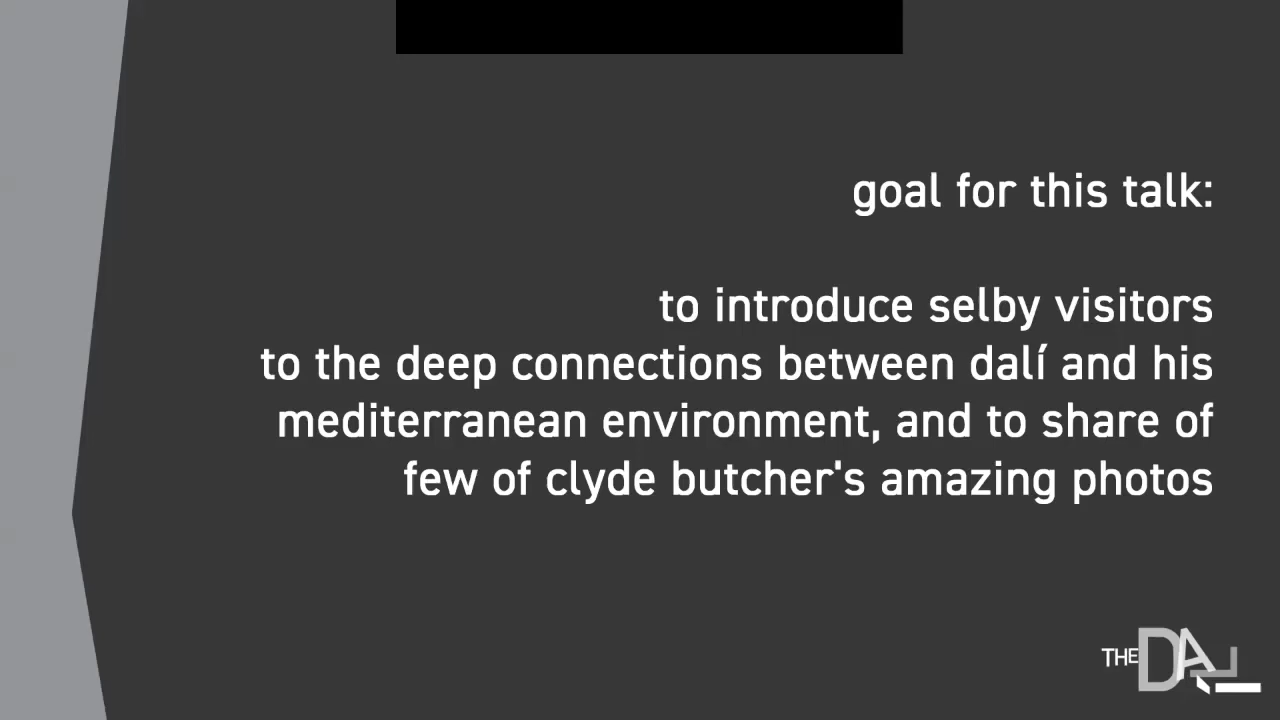 goal for this talk:
to introduce selby visitors
to the deep connections between dalí and his
mediterranean environment, and to share of
few of clyde butcher's amazing photos
THE DALÍ